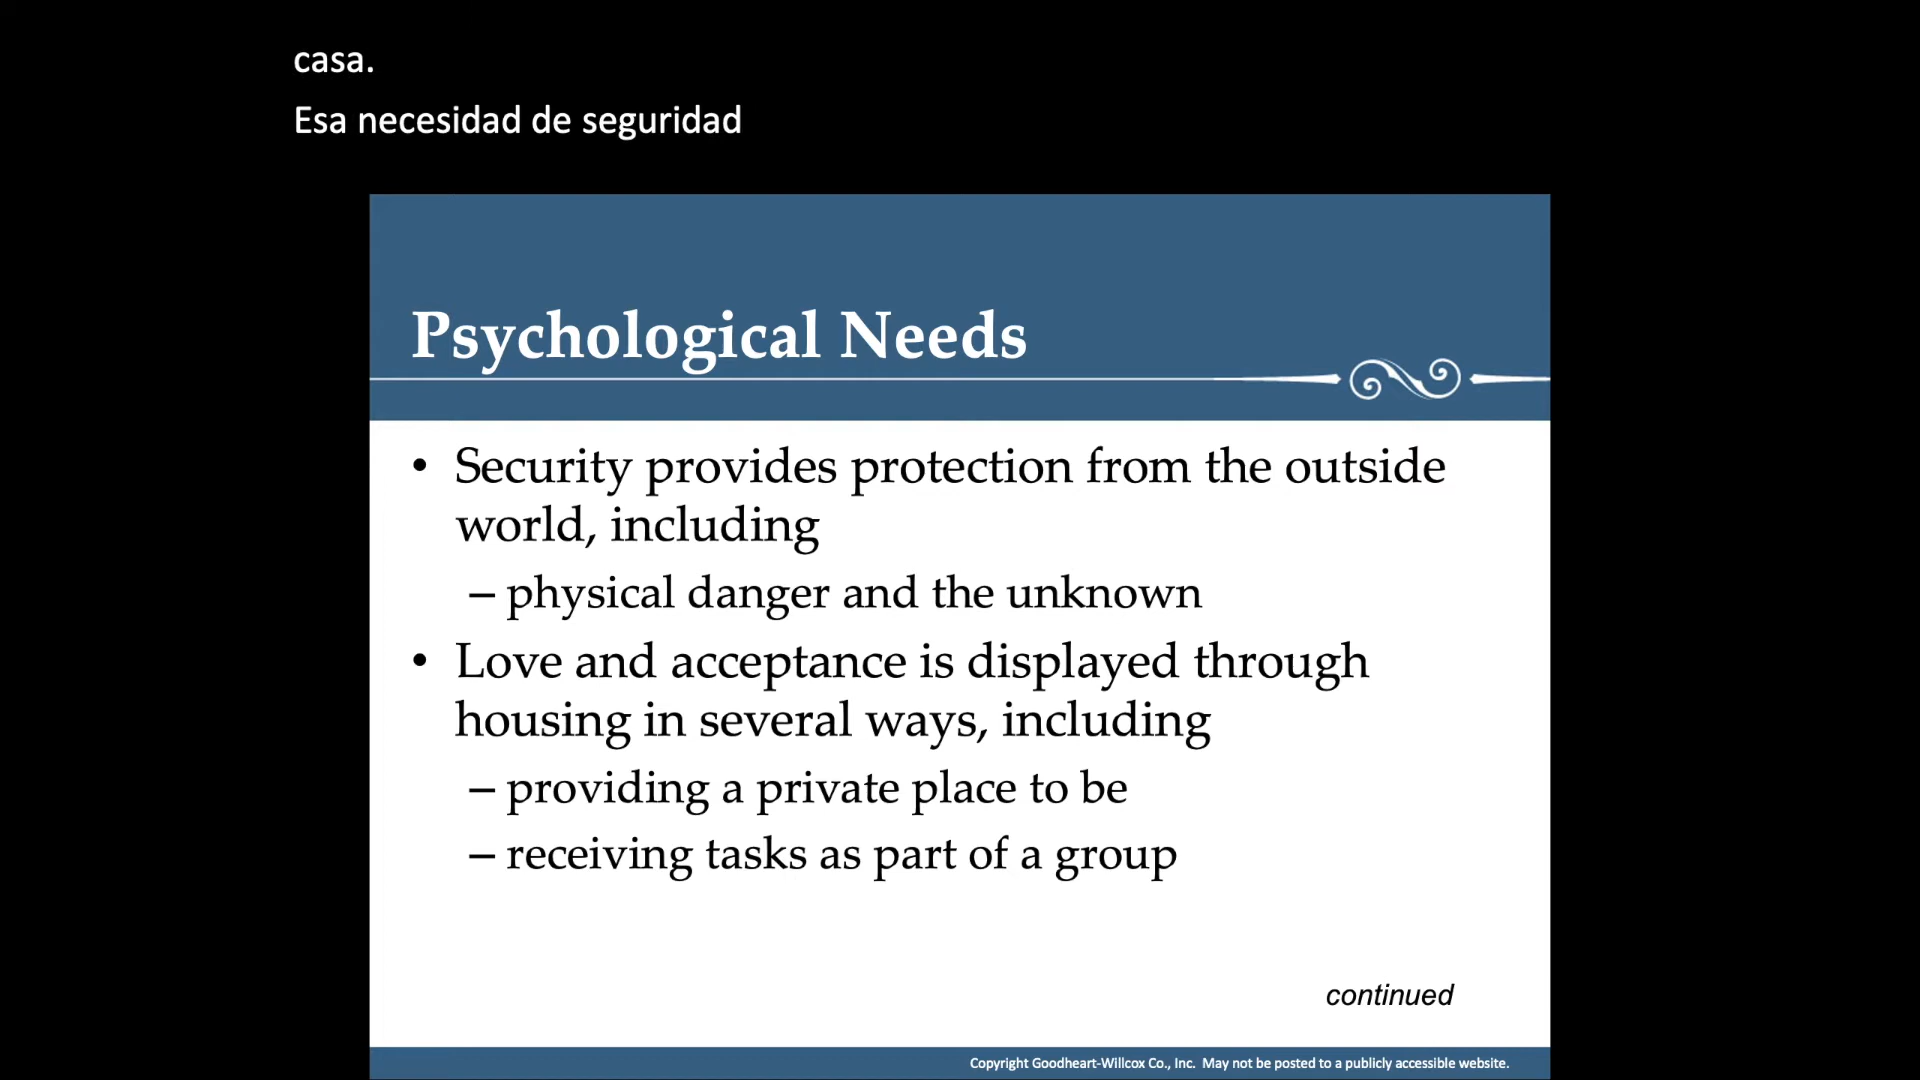 casa.
Esa necesidad de seguridad
Psychological Needs
• Security provides protection from the outside
world, including
– physical danger and the unknown
• Love and acceptance is displayed through
housing in several ways, including
– providing a private place to be
– receiving tasks as part of a group
continued
Copyright Goodheart-Willcox Co., Inc. May not be posted to a publicly accessible website.